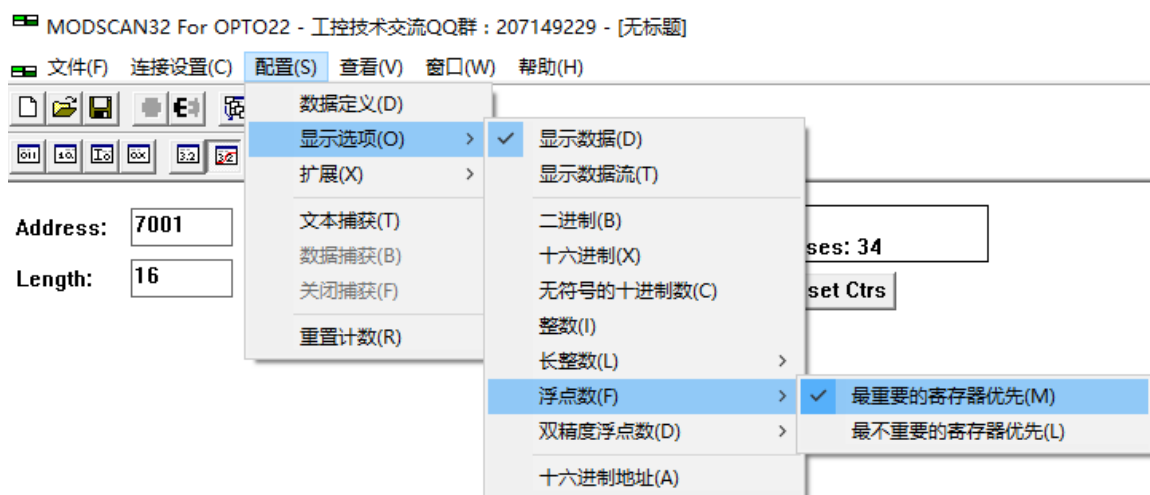 MODSCAN32 For OPTO22 - 工控技术交流QQ群：207149229 - [无标题]
文件(F) 连接设置(C) 配置(S) 查看(V) 窗口(W) 帮助(H)
数据定义(D)
显示选项(O)
扩展(X)
文本捕获(T)
数据捕获(B)
关闭捕获(F)
重置计数(R)
显示数据(D)
显示数据流(T)
二进制(B)
十六进制(X)
无符号的十进制数(C)
整数(I)
长整数(L)
浮点数(F)
双精度浮点数(D)
十六进制地址(A)
最重要的寄存器优先(M)
最不重要的寄存器优先(L)
Address: 7001
Length: 16
ses: 34
set Ctrs